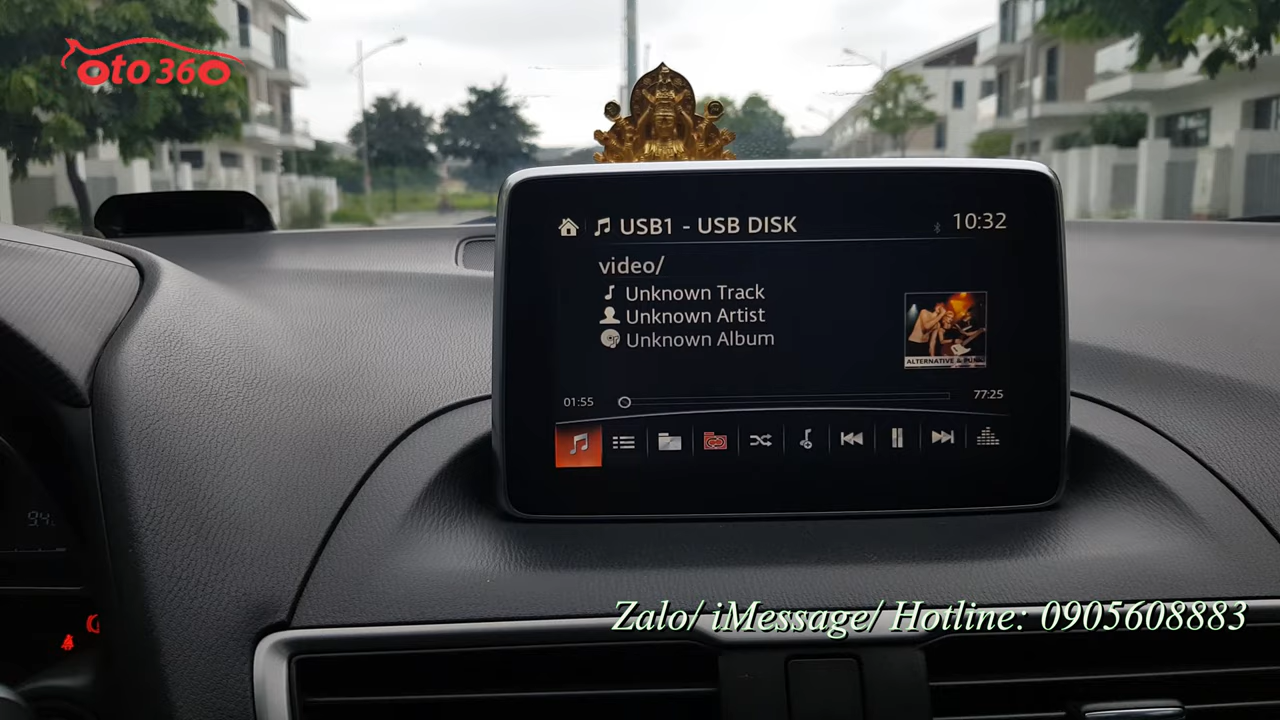 oto360
USB1 - USB DISK
10:32
video/
Unknown Track
Unknown Artist
Unknown Album
ALTERNATIVE & PUNK
01:55
77:25
Zalo/ iMessage/ Hotline: 0905608883